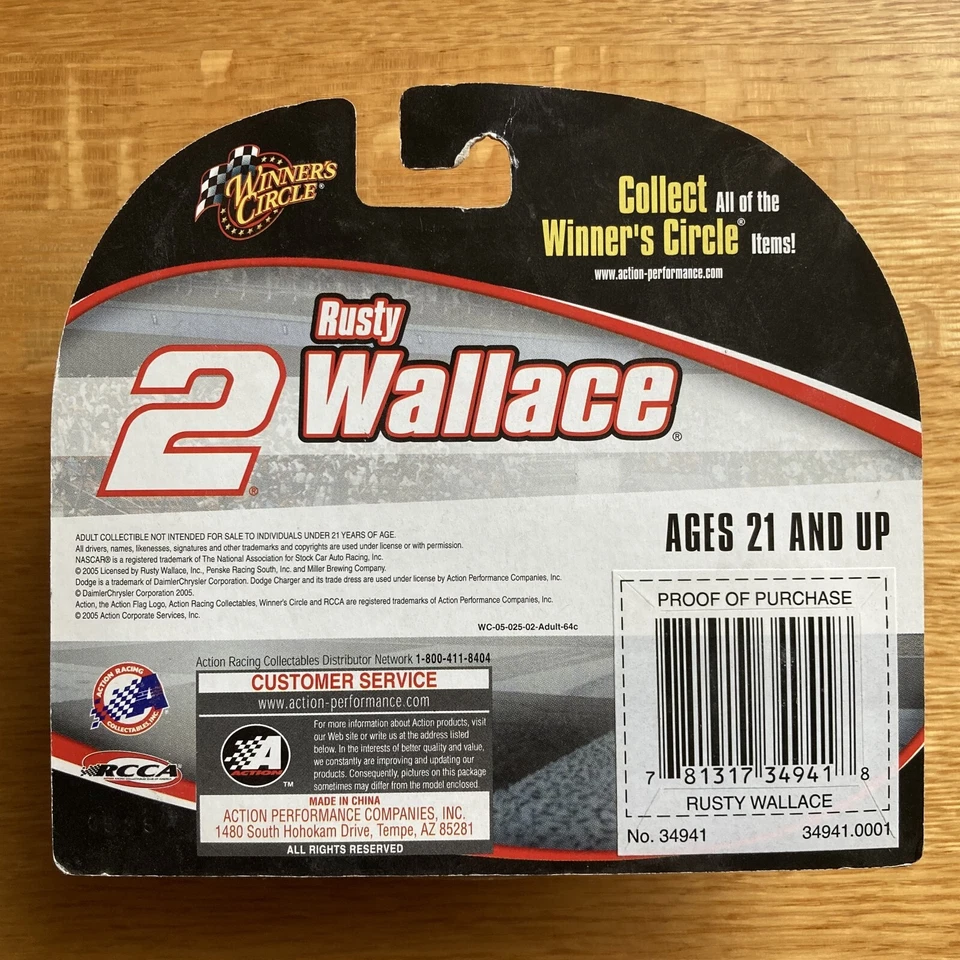 WINNER'S
CIRCLE®
Collect All of the
Winner's Circle® Items!
www.action-performance.com
Rusty
2 Wallace
®
®
ADULT COLLECTIBLE NOT INTENDED FOR SALE TO INDIVIDUALS UNDER 21 YEARS OF AGE.
All drivers, names, likenesses, signatures and other trademarks and copyrights are used under license or with permission.
NASCAR® is a registered trademark of The National Association for Stock Car Auto Racing, Inc.
© 2005 Licensed by Rusty Wallace, Inc., Penske Racing South, Inc. and Miller Brewing Company.
Dodge is a trademark of DaimlerChrysler Corporation. Dodge Charger and its trade dress are used under license by Action Performance Companies, Inc.
© DaimlerChrysler Corporation 2005.
Action, the Action Flag Logo, Action Racing Collectables, Winner's Circle and RCCA are registered trademarks of Action Performance Companies, Inc.
© 2005 Action Corporate Services, Inc.
WC-05-025-02-Adult-64c
AGES 21 AND UP
PROOF OF PURCHASE
7 81317 34941 8
RUSTY WALLACE
No. 34941 34941.0001
ACTION RACING
COLLECTABLES, INC.
RCCA
Action Racing Collectables Distributor Network 1-800-411-8404
CUSTOMER SERVICE
www.action-performance.com
A
ACTION
TM
For more information about Action products, visit
our Web site or write us at the address listed
below. In the interests of better quality and value,
we constantly are improving and updating our
products. Consequently, pictures on this package
sometimes may differ from the model enclosed.
MADE IN CHINA
ACTION PERFORMANCE COMPANIES, INC.
1480 South Hohokam Drive, Tempe, AZ 85281
ALL RIGHTS RESERVED